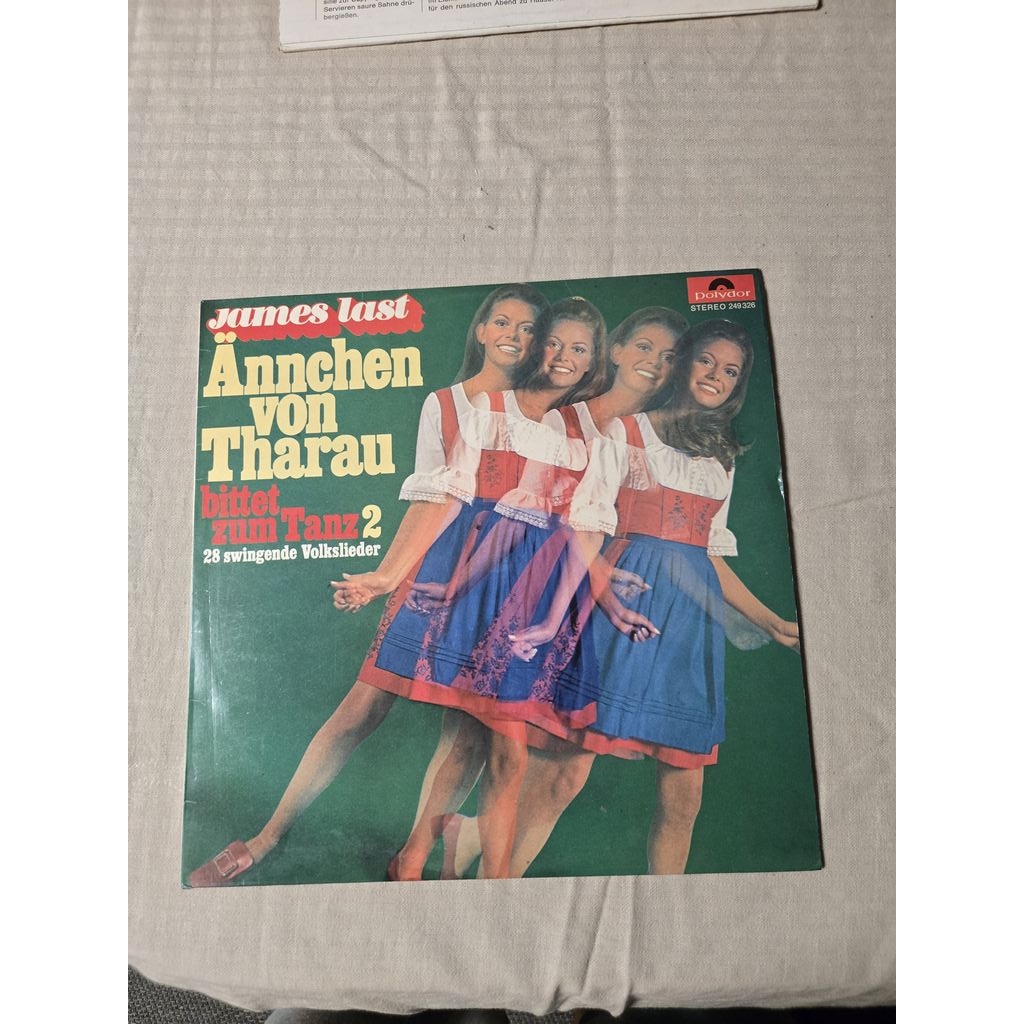 Servieren saure Sahne drü-
bergießen.
für den russischen Abend zu Hause.
james last
Ännchen
von
Tharau
bittet
zum Tanz 2
28 swingende Volkslieder
Polydor
STEREO 249 326